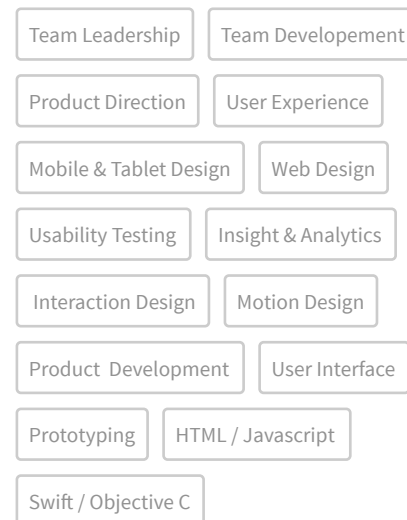 Team Leadership Team Developement
Product Direction User Experience
Mobile & Tablet Design Web Design
Usability Testing Insight & Analytics
Interaction Design Motion Design
Product  Development User Interface
Prototyping HTML / Javascript
Swift / Objective C